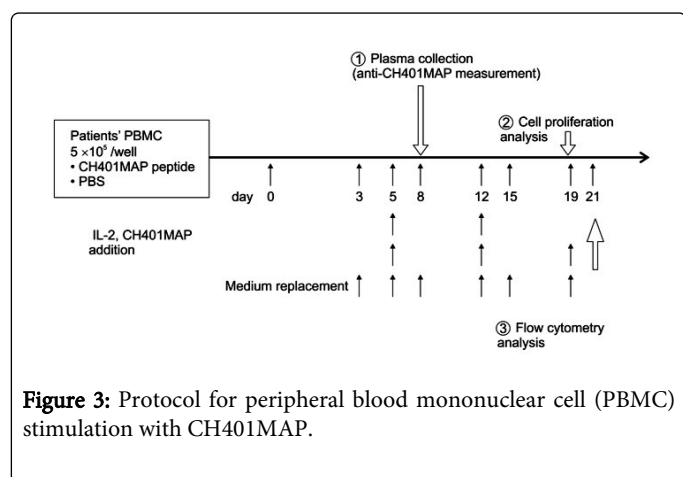 ① Plasma collection
(anti-CH401MAP measurement)
Patients' PBMC
5 ×10⁵ /well
• CH401MAP peptide
• PBS
② Cell proliferation
analysis
day 0 3 5 8 12 15 19 21
IL-2, CH401MAP
addition
Medium replacement
③ Flow cytometry
analysis
Figure 3: Protocol for peripheral blood mononuclear cell (PBMC)
stimulation with CH401MAP.